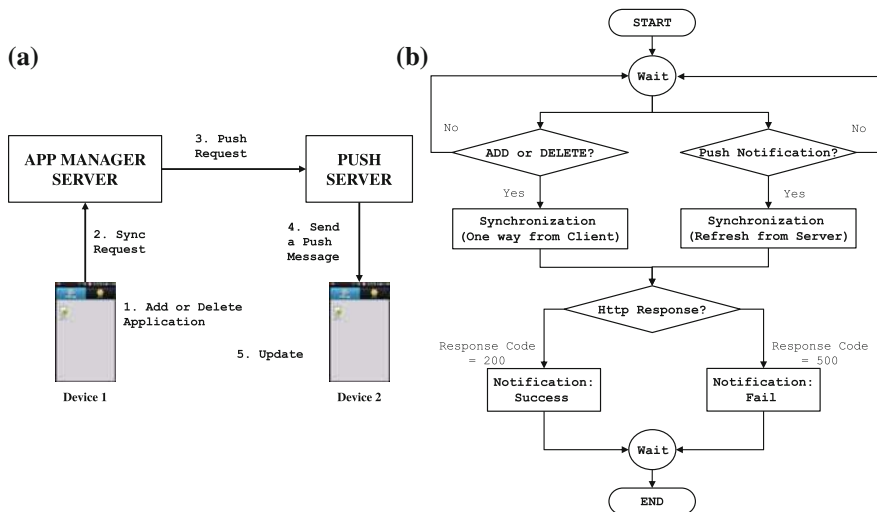 (a)
APP MANAGER
SERVER
3. Push
Request
PUSH
SERVER
2. Sync
Request
4. Send
a Push
Message
1. Add or Delete
Application
5. Update
Device 1
Device 2
(b)
START
Wait
No
ADD or DELETE?
Push Notification?
No
Yes
Yes
Synchronization
(One way from Client)
Synchronization
(Refresh from Server)
Http Response?
Response Code
= 200
Response Code
= 500
Notification:
Success
Notification:
Fail
Wait
END